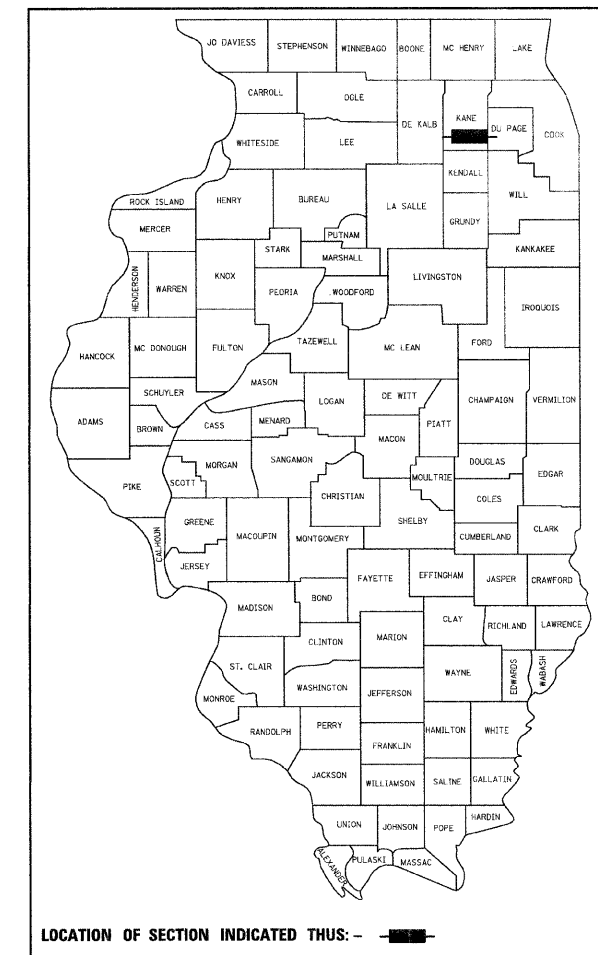 JO DAVIESS STEPHENSON WINNEBAGO BOONE MC HENRY LAKE
CARROLL OGLE DE KALB KANE DU PAGE COOK
WHITESIDE LEE KENDALL
ROCK ISLAND HENRY BUREAU LA SALLE GRUNDY WILL
MERCER PUTNAM
STARK MARSHALL KANKAKEE
HENDERSON WARREN KNOX PEORIA WOODFORD LIVINGSTON IROQUOIS
HANCOCK MC DONOUGH FULTON TAZEWELL MC LEAN FORD
MASON
SCHUYLER LOGAN DE WITT CHAMPAIGN VERMILION
ADAMS BROWN CASS MENARD MACON PIATT
PIKE SCOTT MORGAN SANGAMON CHRISTIAN MOULTRIE DOUGLAS EDGAR
COLES
CALHOUN GREENE MACOUPIN MONTGOMERY SHELBY CUMBERLAND CLARK
JERSEY FAYETTE EFFINGHAM JASPER CRAWFORD
MADISON BOND
CLINTON MARION CLAY RICHLAND LAWRENCE
ST. CLAIR WASHINGTON JEFFERSON WAYNE EDWARDS WABASH
MONROE
RANDOLPH PERRY FRANKLIN HAMILTON WHITE
JACKSON WILLIAMSON SALINE GALLATIN
UNION JOHNSON POPE HARDIN
ALEXANDER PULASKI MASSAC
LOCATION OF SECTION INDICATED THUS: -